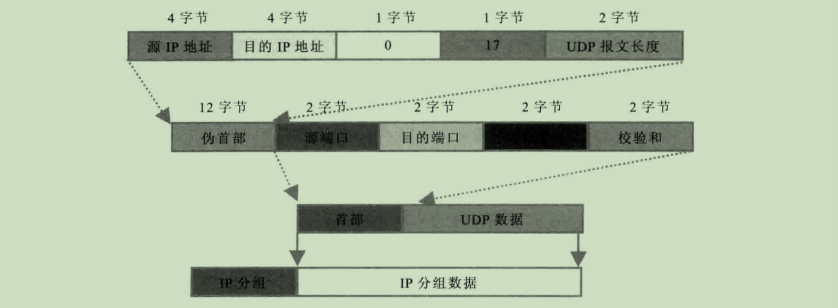 4 字节 4 字节 1 字节 1 字节 2 字节
源 IP 地址 目的 IP 地址 0 17 UDP 报文长度
12 字节 2 字节 2 字节 2 字节 2 字节
伪首部 源端口 目的端口 校验和
首部 UDP 数据
IP 分组 IP 分组数据